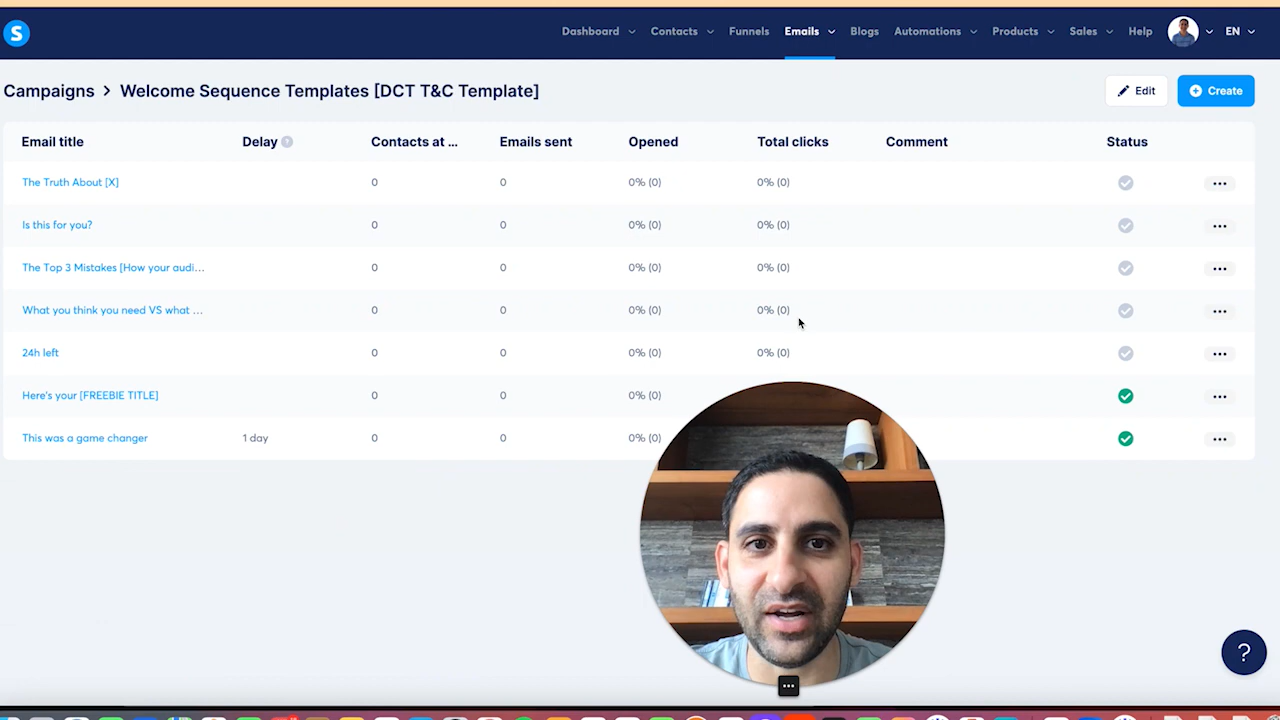 S Dashboard Contacts Funnels Emails Blogs Automations Products Sales Help EN
Campaigns > Welcome Sequence Templates [DCT T&C Template] Edit Create
Email title Delay ? Contacts at ... Emails sent Opened Total clicks Comment Status
The Truth About [X] 0 0 0% (0) 0% (0)
Is this for you? 0 0 0% (0) 0% (0)
The Top 3 Mistakes [How your audi... 0 0 0% (0) 0% (0)
What you think you need VS what ... 0 0 0% (0) 0% (0)
24h left 0 0 0% (0) 0% (0)
Here's your [FREEBIE TITLE] 0 0 0% (0)
This was a game changer 1 day 0 0 0% (0)
?